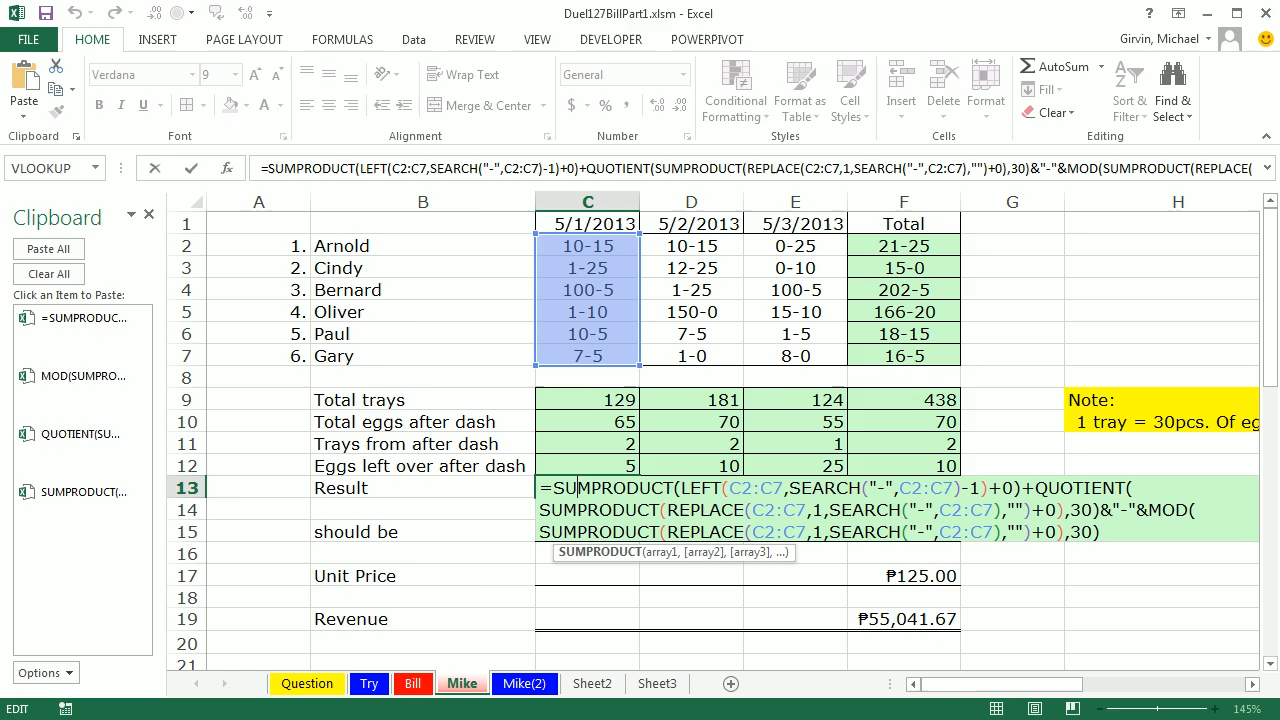 Duel127BillPart1.xlsm - Excel
FILE HOME INSERT PAGE LAYOUT FORMULAS Data REVIEW VIEW DEVELOPER POWERPIVOT Girvin, Michael
Paste
Clipboard
Verdana 9
B I U A
Font
Wrap Text
Merge & Center
Alignment
General
$ % ,
Number
Conditional Formatting
Format as Table
Cell Styles
Styles
Insert Delete Format
Cells
AutoSum
Fill
Clear
Sort & Filter
Find & Select
Editing
VLOOKUP
=SUMPRODUCT(LEFT(C2:C7,SEARCH("-",C2:C7)-1)+0)+QUOTIENT(SUMPRODUCT(REPLACE(C2:C7,1,SEARCH("-",C2:C7),"")+0),30)&"-"&MOD(SUMPRODUCT(REPLACE(
Clipboard
Paste All
Clear All
Click an Item to Paste:
=SUMPRODUC...
MOD(SUMPRO...
QUOTIENT(SU...
SUMPRODUCT(...
Options
A B C D E F G H
1 5/1/2013 5/2/2013 5/3/2013 Total
2 1. Arnold 10-15 10-15 0-25 21-25
3 2. Cindy 1-25 12-25 0-10 15-0
4 3. Bernard 100-5 1-25 100-5 202-5
5 4. Oliver 1-10 150-0 15-10 166-20
6 5. Paul 10-5 7-5 1-5 18-15
7 6. Gary 7-5 1-0 8-0 16-5
8
9 Total trays 129 181 124 438 Note:
10 Total eggs after dash 65 70 55 70 1 tray = 30pcs. Of eg
11 Trays from after dash 2 2 1 2
12 Eggs left over after dash 5 10 25 10
13 Result =SUMPRODUCT(LEFT(C2:C7,SEARCH("-",C2:C7)-1)+0)+QUOTIENT(
14 SUMPRODUCT(REPLACE(C2:C7,1,SEARCH("-",C2:C7),"")+0),30)&"-"&MOD(
15 should be SUMPRODUCT(REPLACE(C2:C7,1,SEARCH("-",C2:C7),"")+0),30)
16 SUMPRODUCT(array1, [array2], [array3], ...)
17 Unit Price ₱125.00
18
19 Revenue ₱55,041.67
20
21
Question Try Bill Mike Mike(2) Sheet2 Sheet3
EDIT 145%